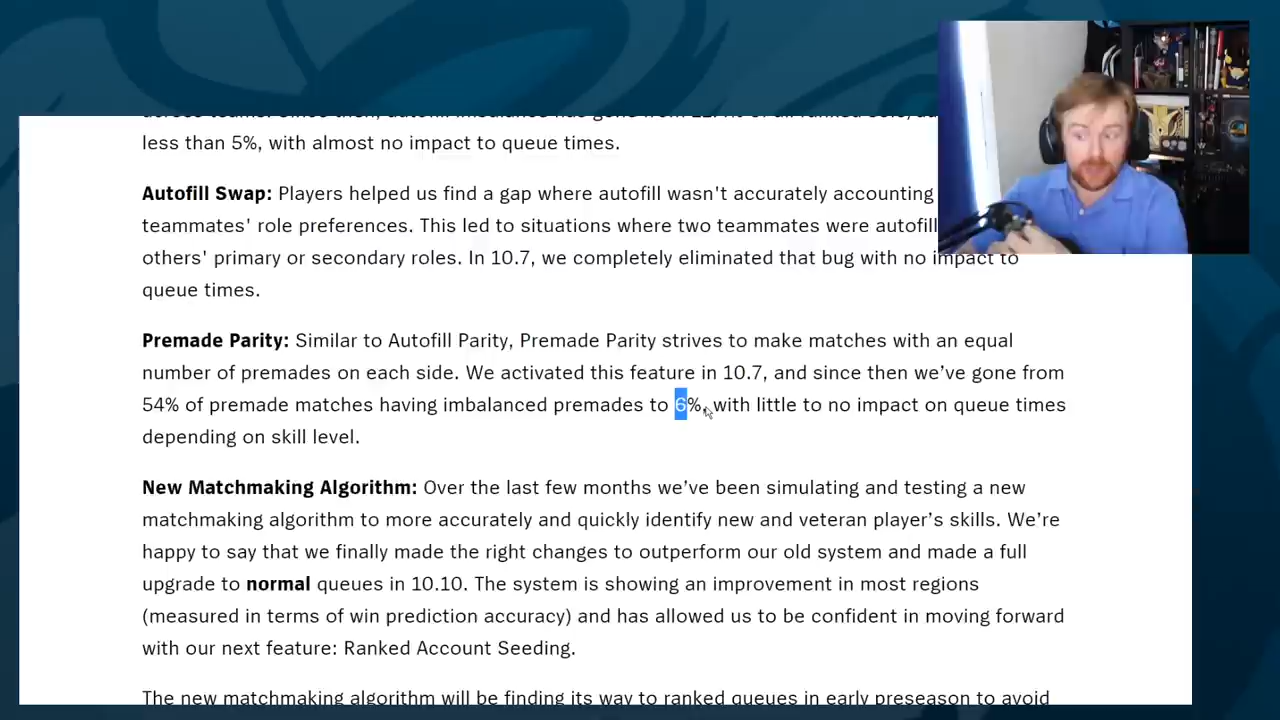 less than 5%, with almost no impact to queue times.
Autofill Swap: Players helped us find a gap where autofill wasn't accurately accounting
teammates' role preferences. This led to situations where two teammates were autofill
others' primary or secondary roles. In 10.7, we completely eliminated that bug with no impact to
queue times.
Premade Parity: Similar to Autofill Parity, Premade Parity strives to make matches with an equal
number of premades on each side. We activated this feature in 10.7, and since then we’ve gone from
54% of premade matches having imbalanced premades to 6%, with little to no impact on queue times
depending on skill level.
New Matchmaking Algorithm: Over the last few months we’ve been simulating and testing a new
matchmaking algorithm to more accurately and quickly identify new and veteran player’s skills. We’re
happy to say that we finally made the right changes to outperform our old system and made a full
upgrade to normal queues in 10.10. The system is showing an improvement in most regions
(measured in terms of win prediction accuracy) and has allowed us to be confident in moving forward
with our next feature: Ranked Account Seeding.
The new matchmaking algorithm will be finding its way to ranked queues in early preseason to avoid